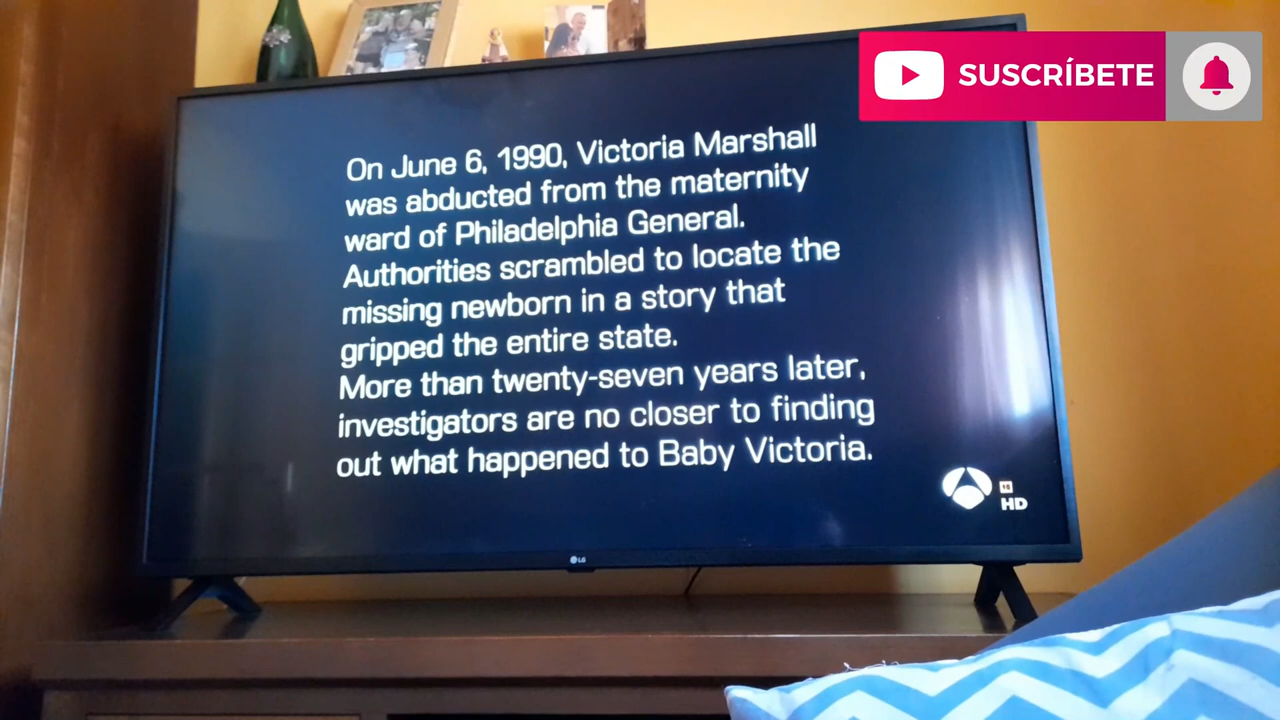 SUSCRÍBETE
On June 6, 1990, Victoria Marshall
was abducted from the maternity
ward of Philadelphia General.
Authorities scrambled to locate the
missing newborn in a story that
gripped the entire state.
More than twenty-seven years later,
investigators are no closer to finding
out what happened to Baby Victoria.
HD
LG